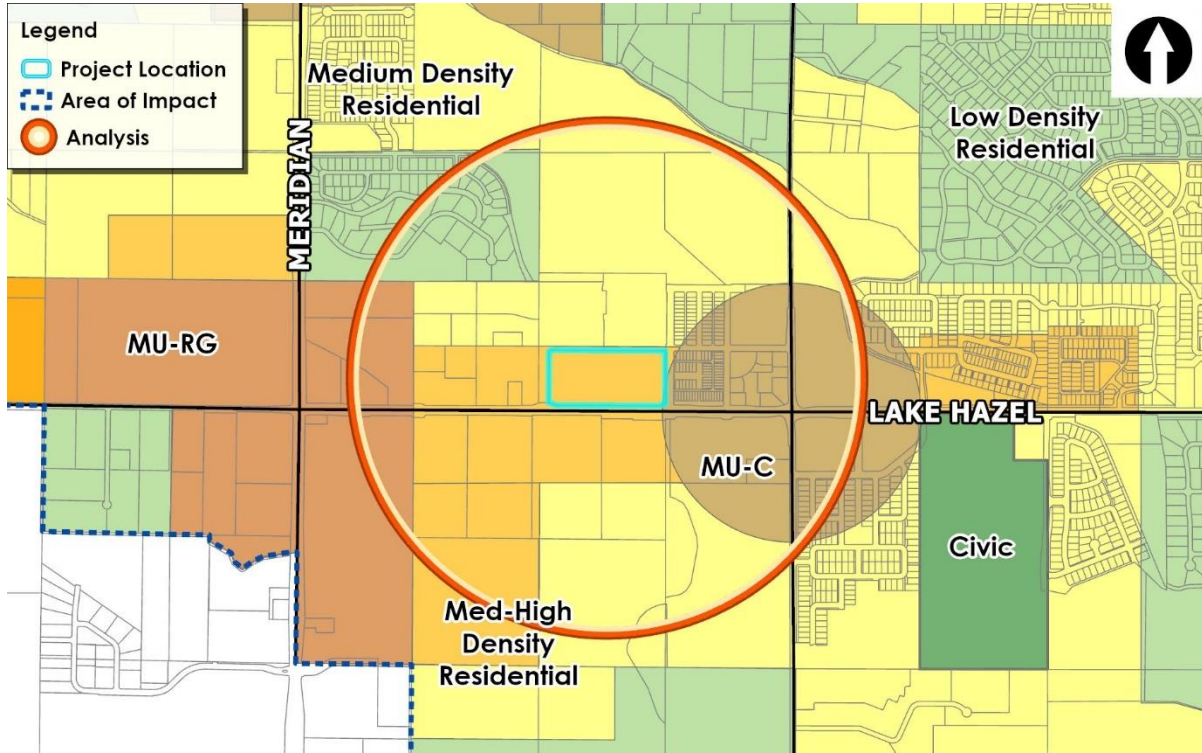 Legend
Project Location
Area of Impact
Analysis
Medium Density
Residential
Low Density
Residential
MERIDIAN
MU-RG
LAKE HAZEL
MU-C
Civic
Med-High
Density
Residential